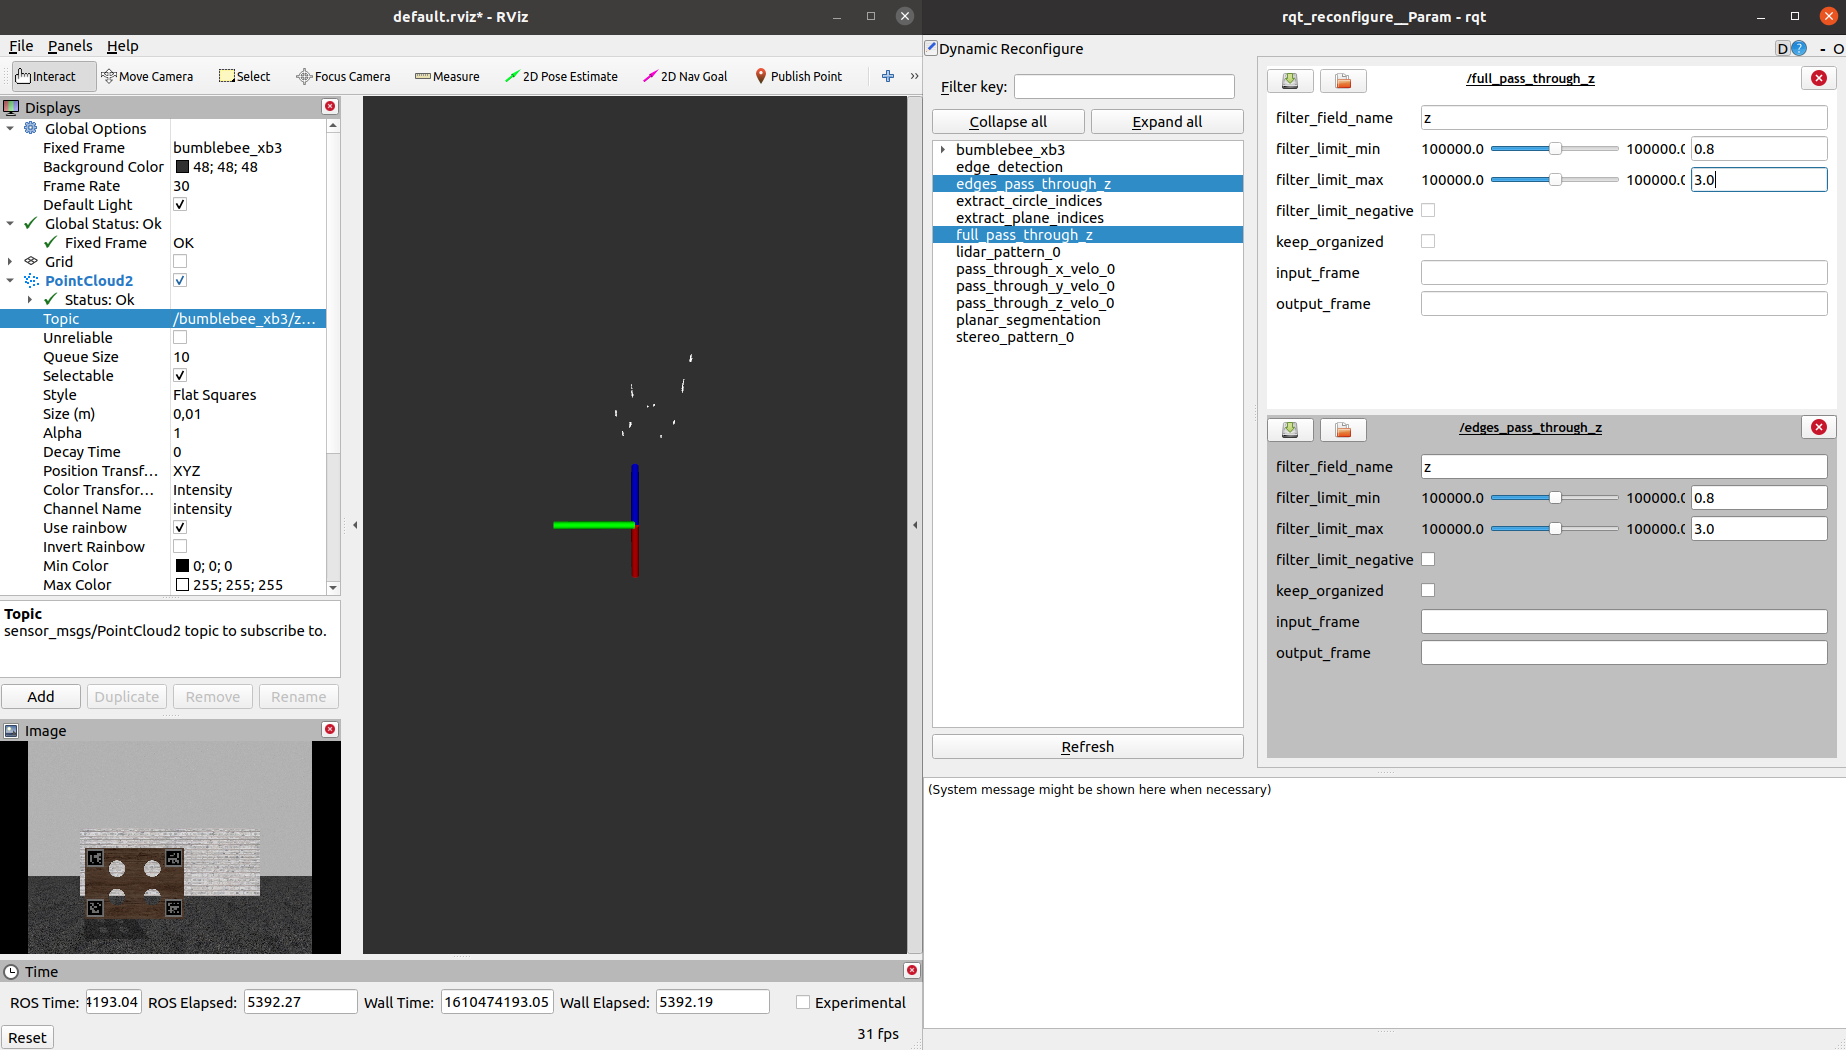 default.rviz* - RViz
File Panels Help
Interact Move Camera Select Focus Camera Measure 2D Pose Estimate 2D Nav Goal Publish Point »
Displays
Global Options
Fixed Frame bumblebee_xb3
Background Color 48; 48; 48
Frame Rate 30
Default Light
Global Status: Ok
Fixed Frame OK
Grid
PointCloud2
Status: Ok
Topic /bumblebee_xb3/z…
Unreliable
Queue Size 10
Selectable
Style Flat Squares
Size (m) 0,01
Alpha 1
Decay Time 0
Position Transf… XYZ
Color Transfor… Intensity
Channel Name intensity
Use rainbow
Invert Rainbow
Min Color 0; 0; 0
Max Color 255; 255; 255
Topic
sensor_msgs/PointCloud2 topic to subscribe to.
Add Duplicate Remove Rename
Image
Time
ROS Time: 4193.04 ROS Elapsed: 5392.27 Wall Time: 1610474193.05 Wall Elapsed: 5392.19 Experimental
Reset 31 fps
rqt_reconfigure__Param - rqt
Dynamic Reconfigure D ? - O
Filter key:
Collapse all Expand all
bumblebee_xb3
edge_detection
edges_pass_through_z
extract_circle_indices
extract_plane_indices
full_pass_through_z
lidar_pattern_0
pass_through_x_velo_0
pass_through_y_velo_0
pass_through_z_velo_0
planar_segmentation
stereo_pattern_0
Refresh
/full_pass_through_z
filter_field_name z
filter_limit_min 100000.0 100000.( 0.8
filter_limit_max 100000.0 100000.( 3.0
filter_limit_negative
keep_organized
input_frame
output_frame
/edges_pass_through_z
filter_field_name z
filter_limit_min 100000.0 100000.( 0.8
filter_limit_max 100000.0 100000.( 3.0
filter_limit_negative
keep_organized
input_frame
output_frame
(System message might be shown here when necessary)